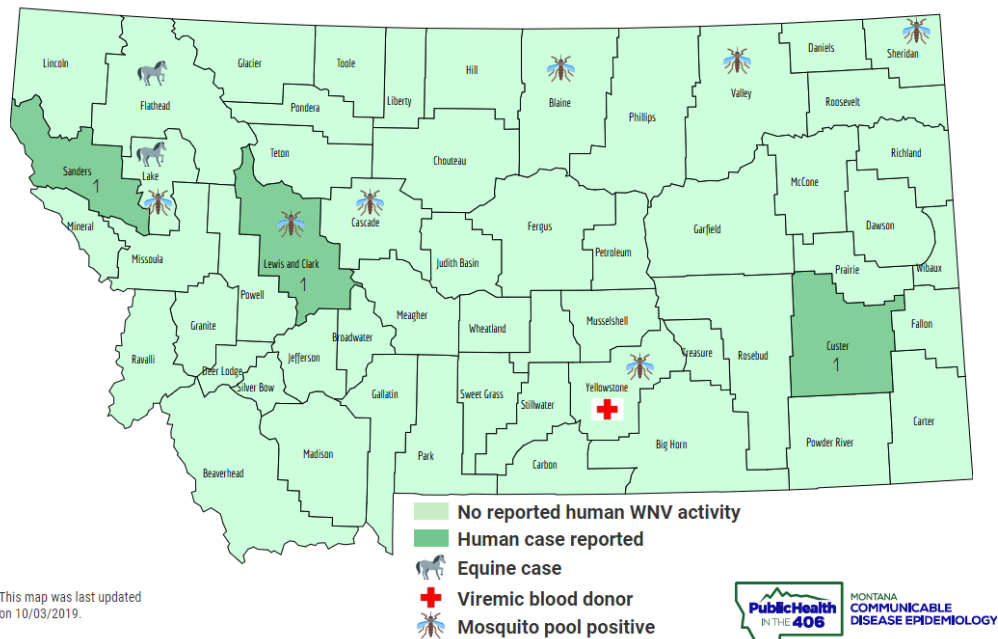 Lincoln
Glacier
Toole
Hill
Daniels
Sheridan
Flathead
Liberty
Blaine
Valley
Pondera
Phillips
Roosevelt
Teton
Chouteau
Richland
Sanders
1
Lake
McCone
Mineral
Cascade
Fergus
Garfield
Dawson
Missoula
Lewis and Clark
1
Judith Basin
Petroleum
Prairie
Wibaux
Powell
Meagher
Granite
Broadwater
Wheatland
Musselshell
Fallon
Ravalli
Jefferson
Treasure
Rosebud
Custer
1
Deer Lodge
Silver Bow
Gallatin
Sweet Grass
Stillwater
Yellowstone
Park
Carbon
Big Horn
Powder River
Carter
Madison
Beaverhead
No reported human WNV activity
Human case reported
Equine case
Viremic blood donor
Mosquito pool positive
This map was last updated
on 10/03/2019.
PublicHealth
IN THE 406
MONTANA
COMMUNICABLE
DISEASE EPIDEMIOLOGY